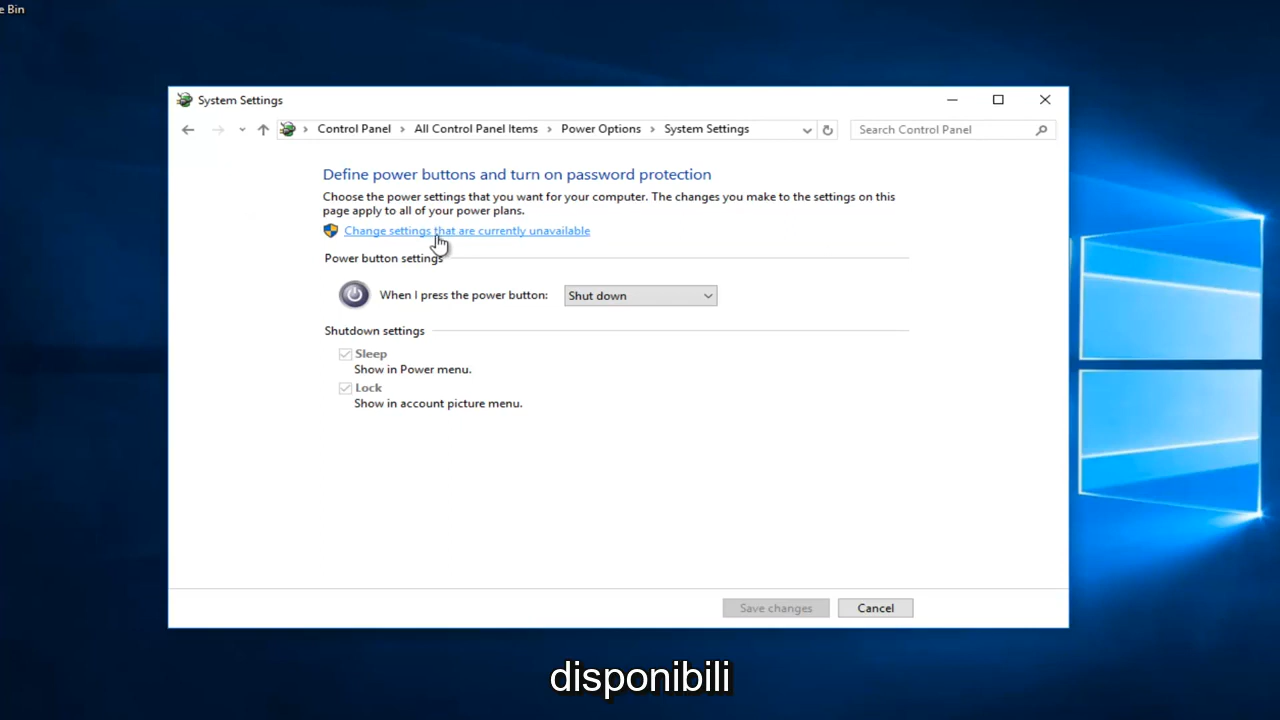 e Bin
System Settings
Control Panel > All Control Panel Items > Power Options > System Settings
Search Control Panel
Define power buttons and turn on password protection
Choose the power settings that you want for your computer. The changes you make to the settings on this
page apply to all of your power plans.
Change settings that are currently unavailable
Power button settings
When I press the power button: Shut down
Shutdown settings
Sleep
Show in Power menu.
Lock
Show in account picture menu.
Save changes Cancel
disponibili